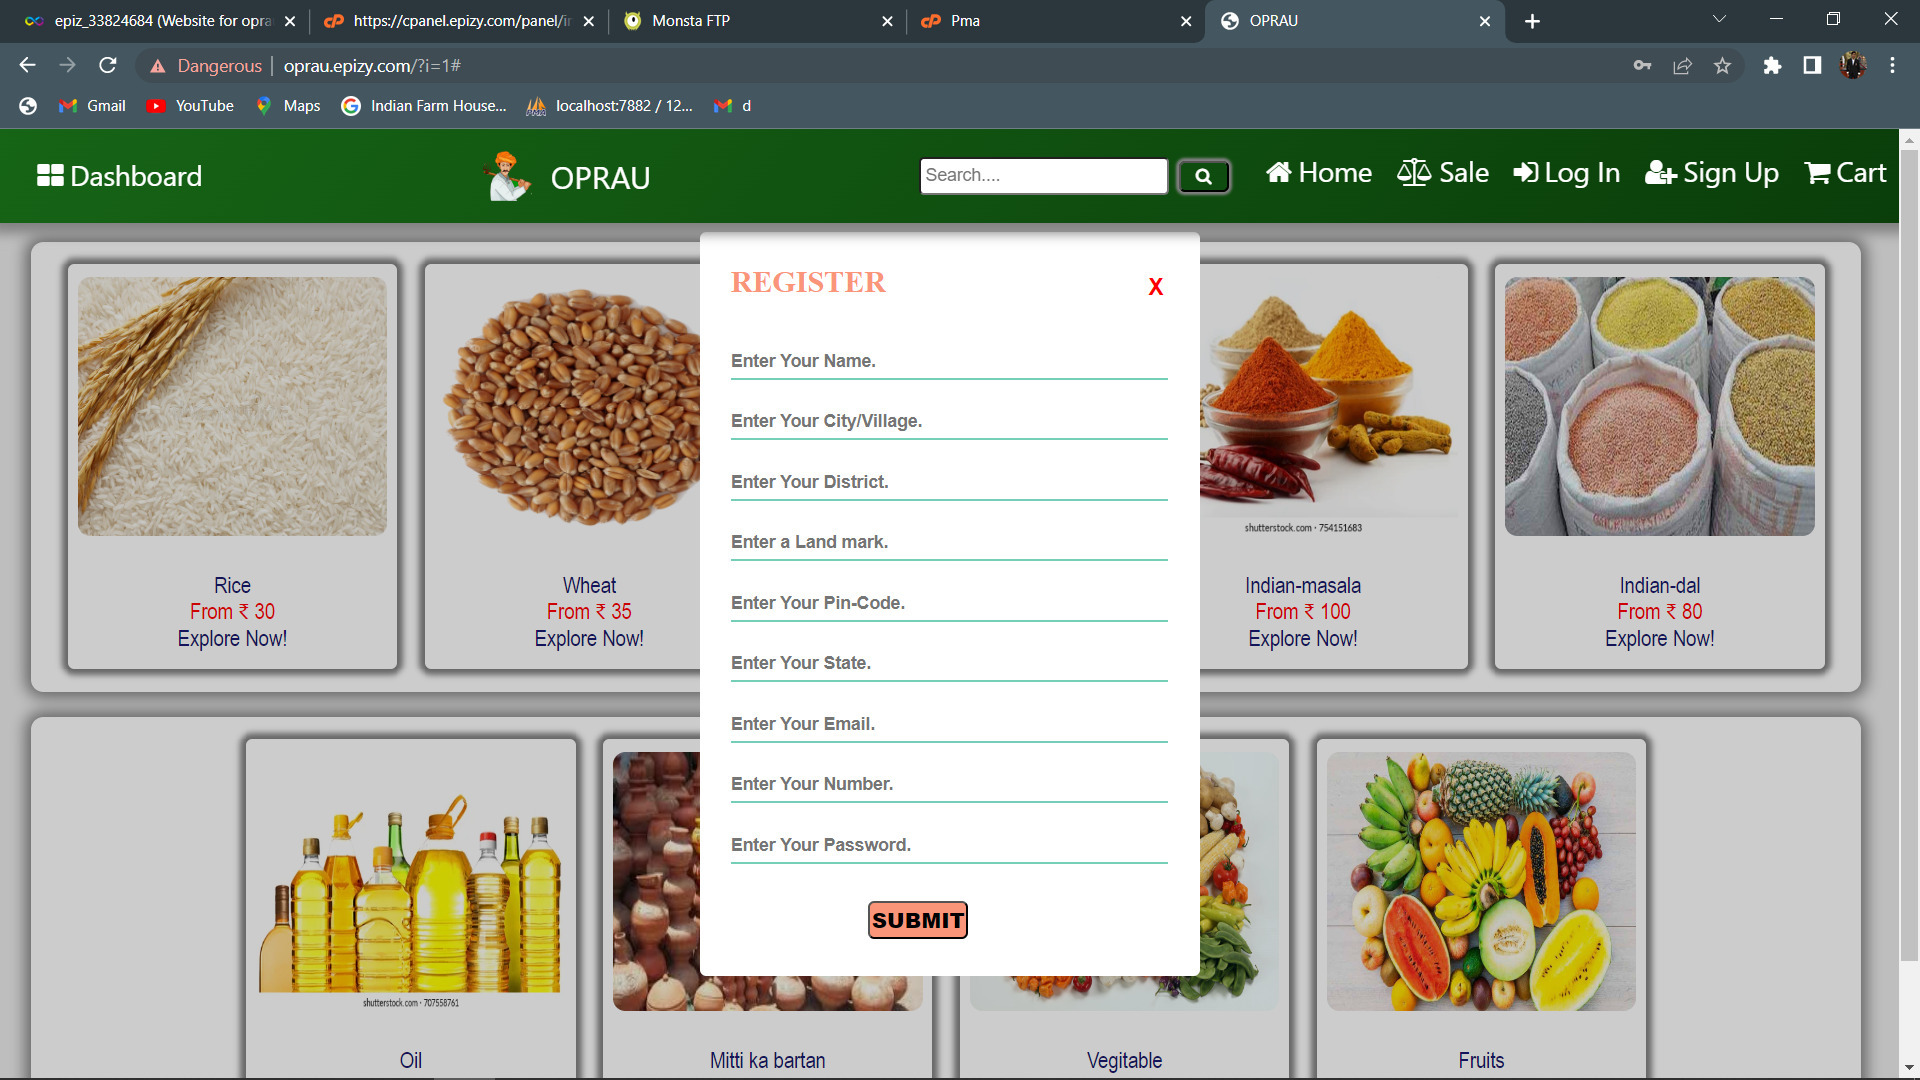 epiz_33824684 (Website for opra
https://cpanel.epizy.com/panel/in
Monsta FTP
Pma
OPRAU
Dangerous
oprau.epizy.com/?i=1#
Gmail
YouTube
Maps
Indian Farm House...
localhost:7882 / 12...
d
Dashboard
OPRAU
Search....
Home
Sale
Log In
Sign Up
Cart
REGISTER
X
Enter Your Name.
Enter Your City/Village.
Enter Your District.
Enter a Land mark.
Enter Your Pin-Code.
Enter Your State.
Enter Your Email.
Enter Your Number.
Enter Your Password.
SUBMIT
Rice
From ₹ 30
Explore Now!
Wheat
From ₹ 35
Explore Now!
shutterstock.com · 754151683
Indian-masala
From ₹ 100
Explore Now!
Indian-dal
From ₹ 80
Explore Now!
shutterstock.com · 707558761
Oil
Mitti ka bartan
Vegitable
Fruits